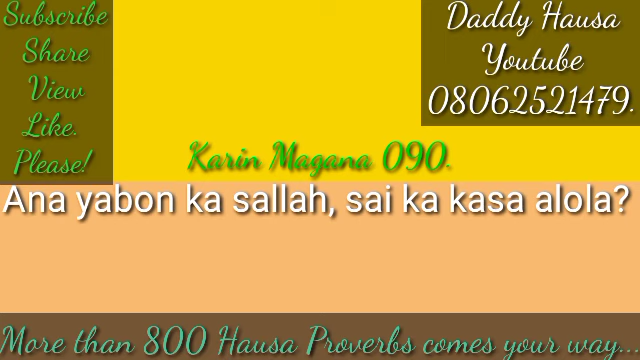 Subscribe
Share
View
Like.
Please!
Daddy Hausa
Youtube
08062521479.
Karin Magana 090.
Ana yabon ka sallah, sai ka kasa alola?
More than 800 Hausa Proverbs comes your way...